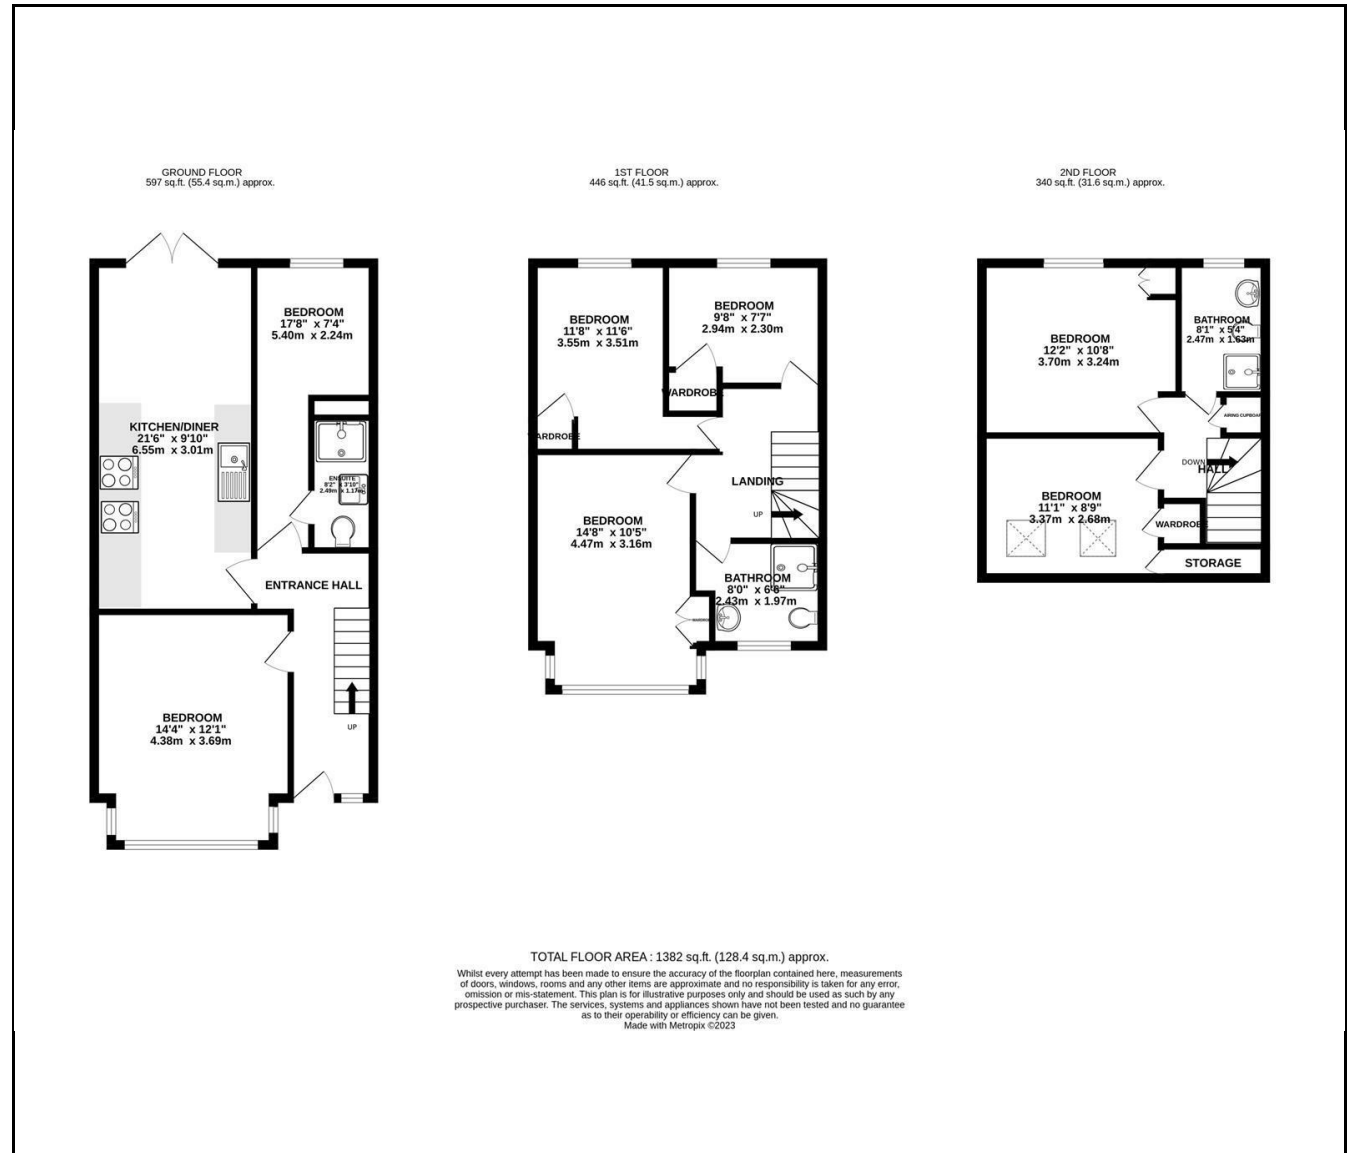 GROUND FLOOR
597 sq.ft. (55.4 sq.m.) approx.
BEDROOM
17'8" x 7'4"
5.40m x 2.24m
KITCHEN/DINER
21'6" x 9'10"
6.55m x 3.01m
ENSUITE
8'2" x 3'10"
2.49m x 1.17m
ENTRANCE HALL
BEDROOM
14'4" x 12'1"
4.38m x 3.69m
UP
1ST FLOOR
446 sq.ft. (41.5 sq.m.) approx.
BEDROOM
11'8" x 11'6"
3.55m x 3.51m
BEDROOM
9'8" x 7'7"
2.94m x 2.30m
WARDROBE
WARDROBE
LANDING
UP
BEDROOM
14'8" x 10'5"
4.47m x 3.16m
BATHROOM
8'0" x 6'6"
2.43m x 1.97m
WARDROBE
2ND FLOOR
340 sq.ft. (31.6 sq.m.) approx.
BEDROOM
12'2" x 10'8"
3.70m x 3.24m
BATHROOM
8'1" x 5'4"
2.47m x 1.63m
AIRING CUPBOARD
DOWN
HALL
BEDROOM
11'1" x 8'9"
3.37m x 2.68m
WARDROBE
STORAGE
TOTAL FLOOR AREA : 1382 sq.ft. (128.4 sq.m.) approx.
Whilst every attempt has been made to ensure the accuracy of the floorplan contained here, measurements
of doors, windows, rooms and any other items are approximate and no responsibility is taken for any error,
omission or mis-statement. This plan is for illustrative purposes only and should be used as such by any
prospective purchaser. The services, systems and appliances shown have not been tested and no guarantee
as to their operability or efficiency can be given.
Made with Metropix ©2023